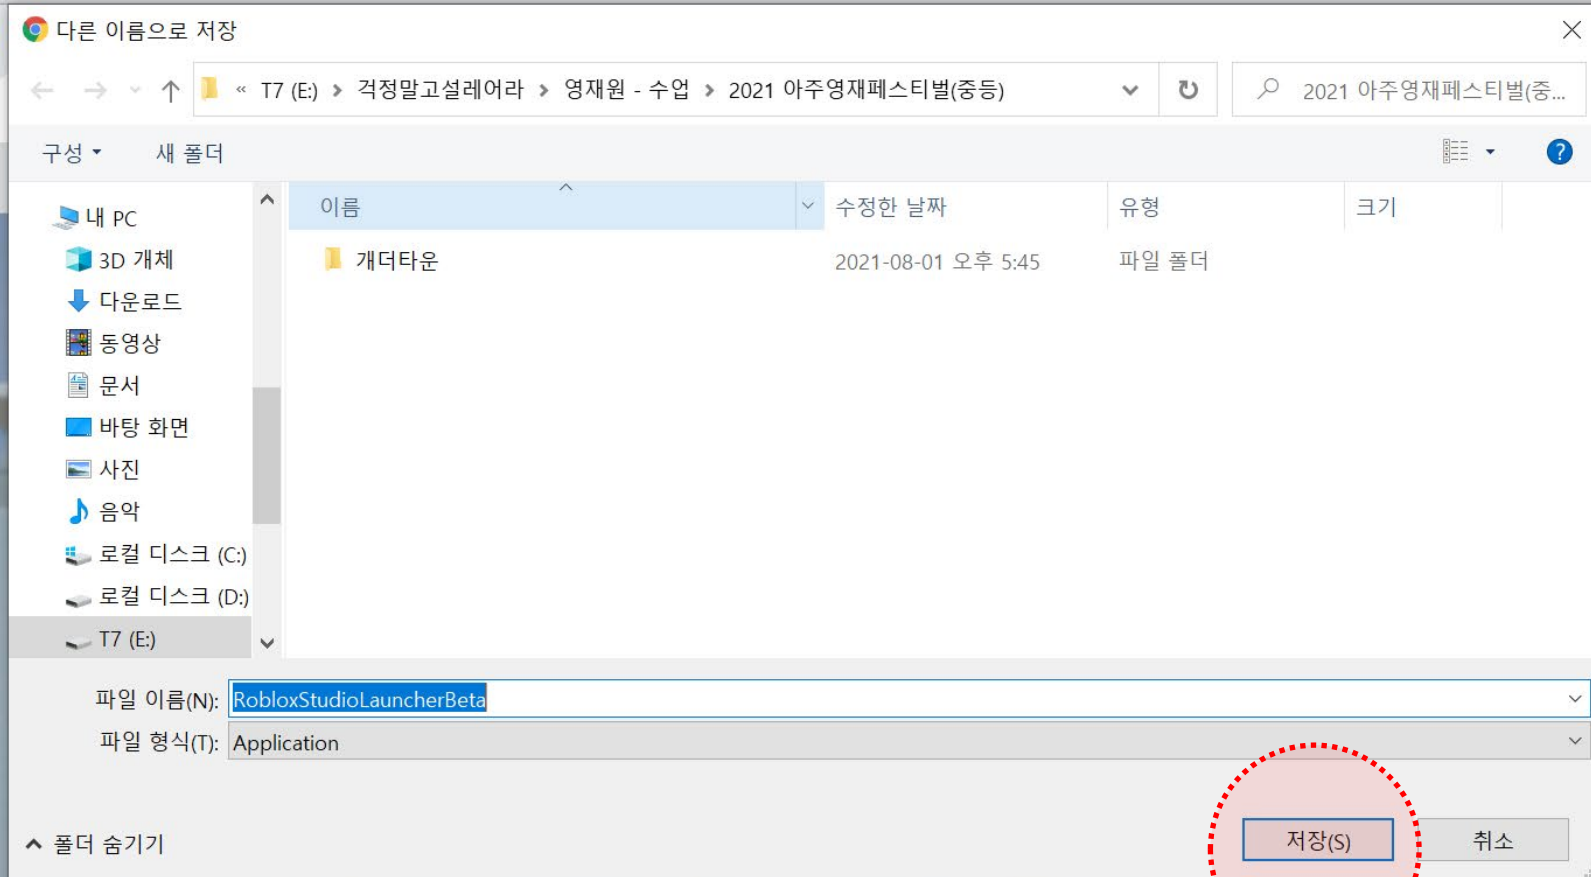 다른 이름으로 저장
« T7 (E:) > 걱정말고설레어라 > 영재원 - 수업 > 2021 아주영재페스티벌(중등)
2021 아주영재페스티벌(중...
구성
새 폴더
이름
수정한 날짜
유형
크기
내 PC
3D 개체
다운로드
동영상
문서
바탕 화면
사진
음악
로컬 디스크 (C:)
로컬 디스크 (D:)
T7 (E:)
개더타운
2021-08-01 오후 5:45
파일 폴더
파일 이름(N): RobloxStudioLauncherBeta
파일 형식(T): Application
폴더 숨기기
저장(S)
취소